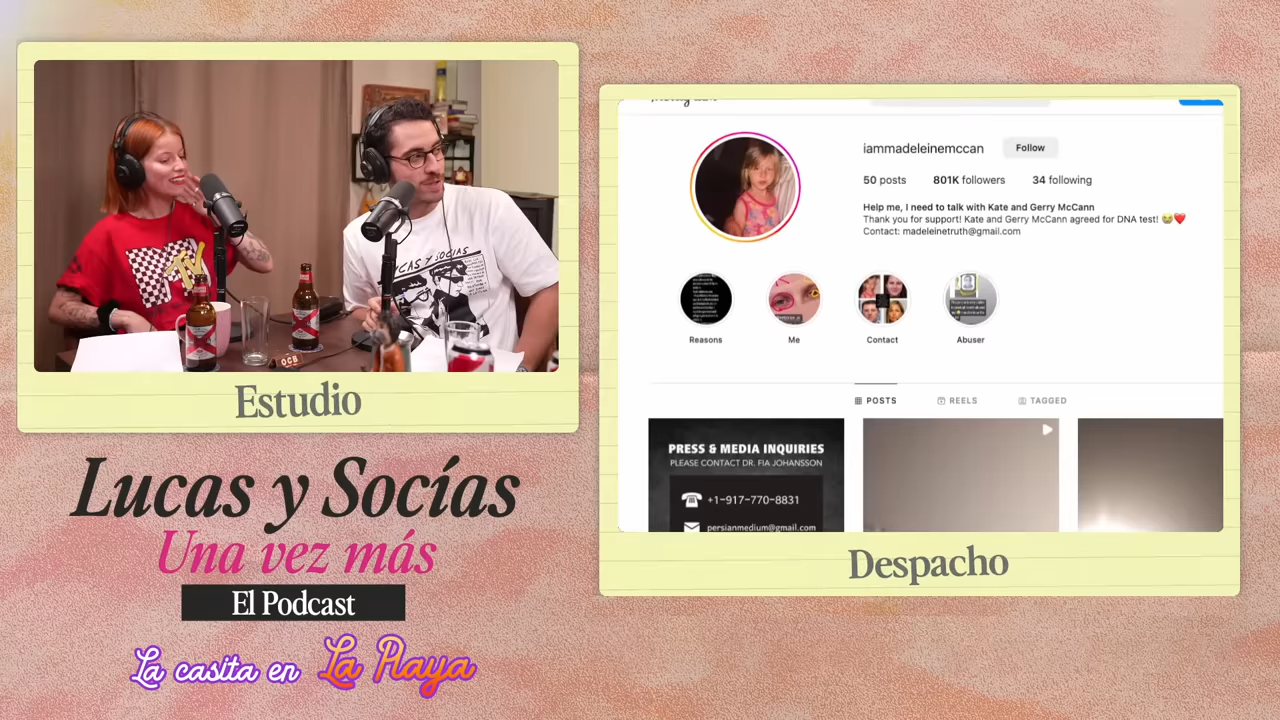 Estudio
Lucas y Socías
Una vez más
El Podcast
La casita en La Playa
OCB
iammadeleinemccan
Follow
50 posts 801K followers 34 following
Help me, I need to talk with Kate and Gerry McCann
Thank you for support! Kate and Gerry McCann agreed for DNA test! 😭❤️
Contact: madeleinetruth@gmail.com
Reasons Me Contact Abuser
POSTS REELS TAGGED
PRESS & MEDIA INQUIRIES
PLEASE CONTACT DR. FIA JOHANSSON
+1-917-770-8831
persianmedium@gmail.com
Despacho